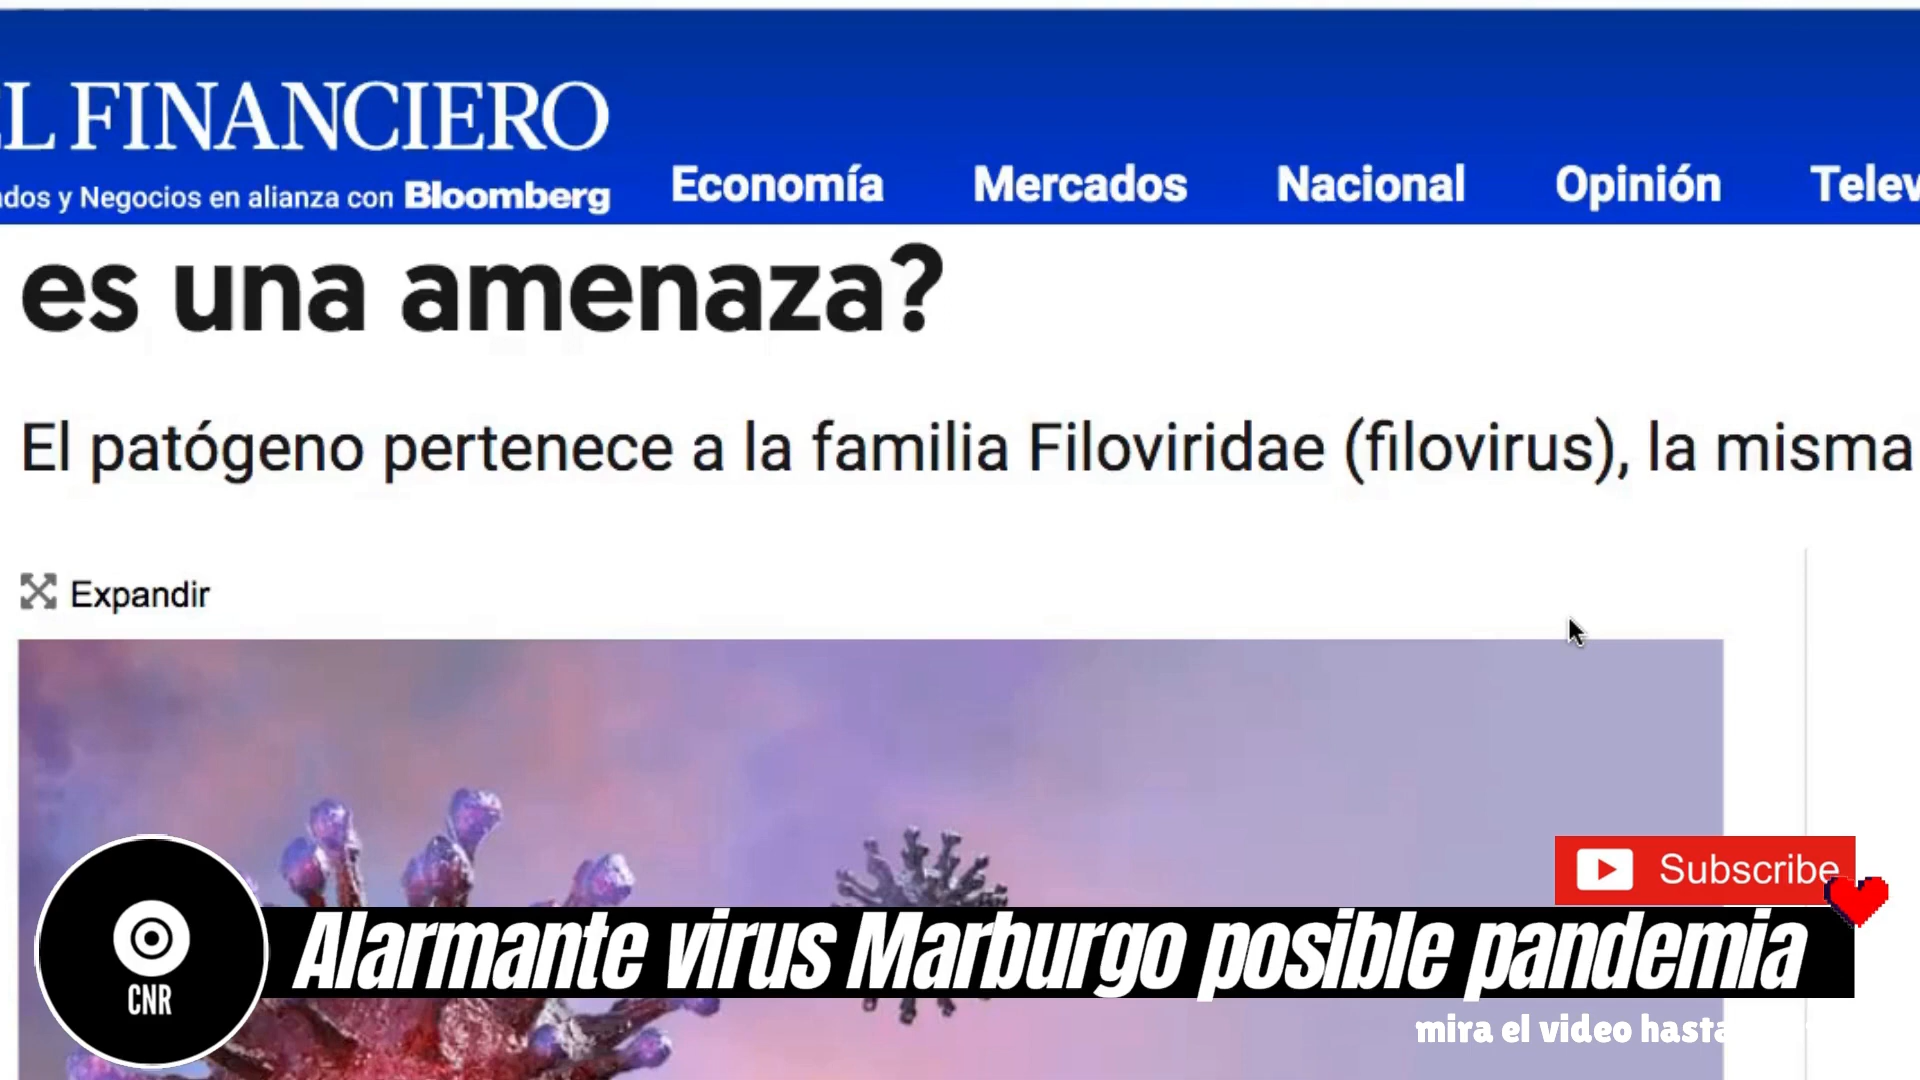 EL FINANCIERO
y Negocios en alianza con Bloomberg
Economía Mercados Nacional Opinión
es una amenaza?
El patógeno pertenece a la familia Filoviridae (filovirus), la misma
Expandir
Subscribe
Alarmante virus Marburgo posible pandemia
CNR
mira el video hasta